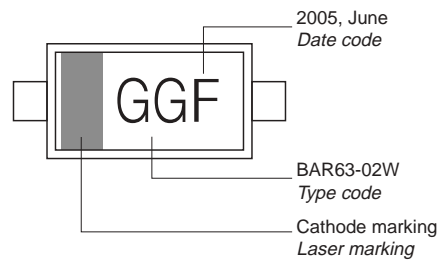 2005, June
Date code
GGF
BAR63-02W
Type code
Cathode marking
Laser marking